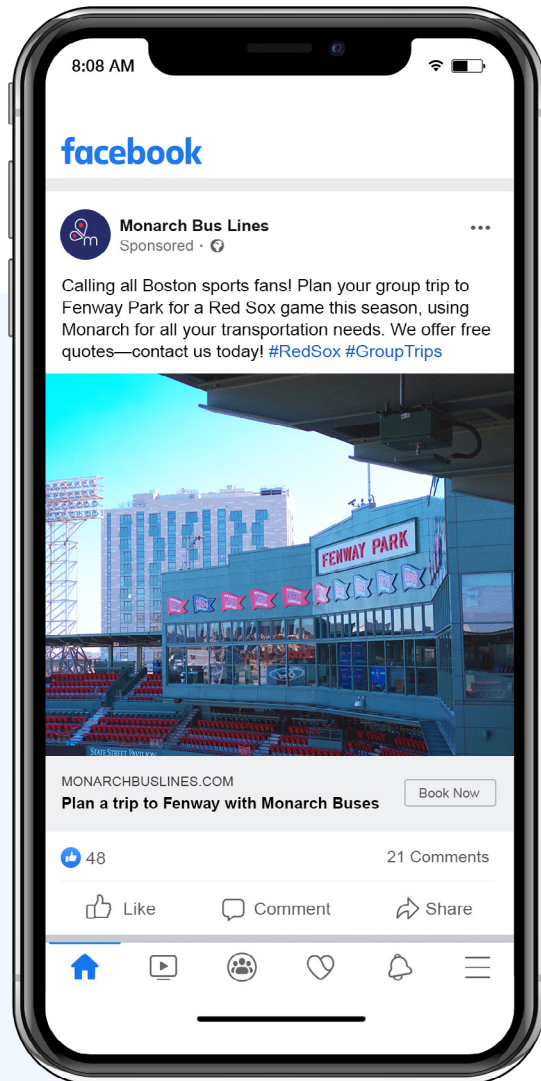 8:08 AM
facebook
m
Monarch Bus Lines
Sponsored ·
Calling all Boston sports fans! Plan your group trip to
Fenway Park for a Red Sox game this season, using
Monarch for all your transportation needs. We offer free
quotes—contact us today! #RedSox #GroupTrips
FENWAY PARK
STATE STREET PAVILION
MONARCHBUSLINES.COM
Plan a trip to Fenway with Monarch Buses
Book Now
48
21 Comments
Like
Comment
Share